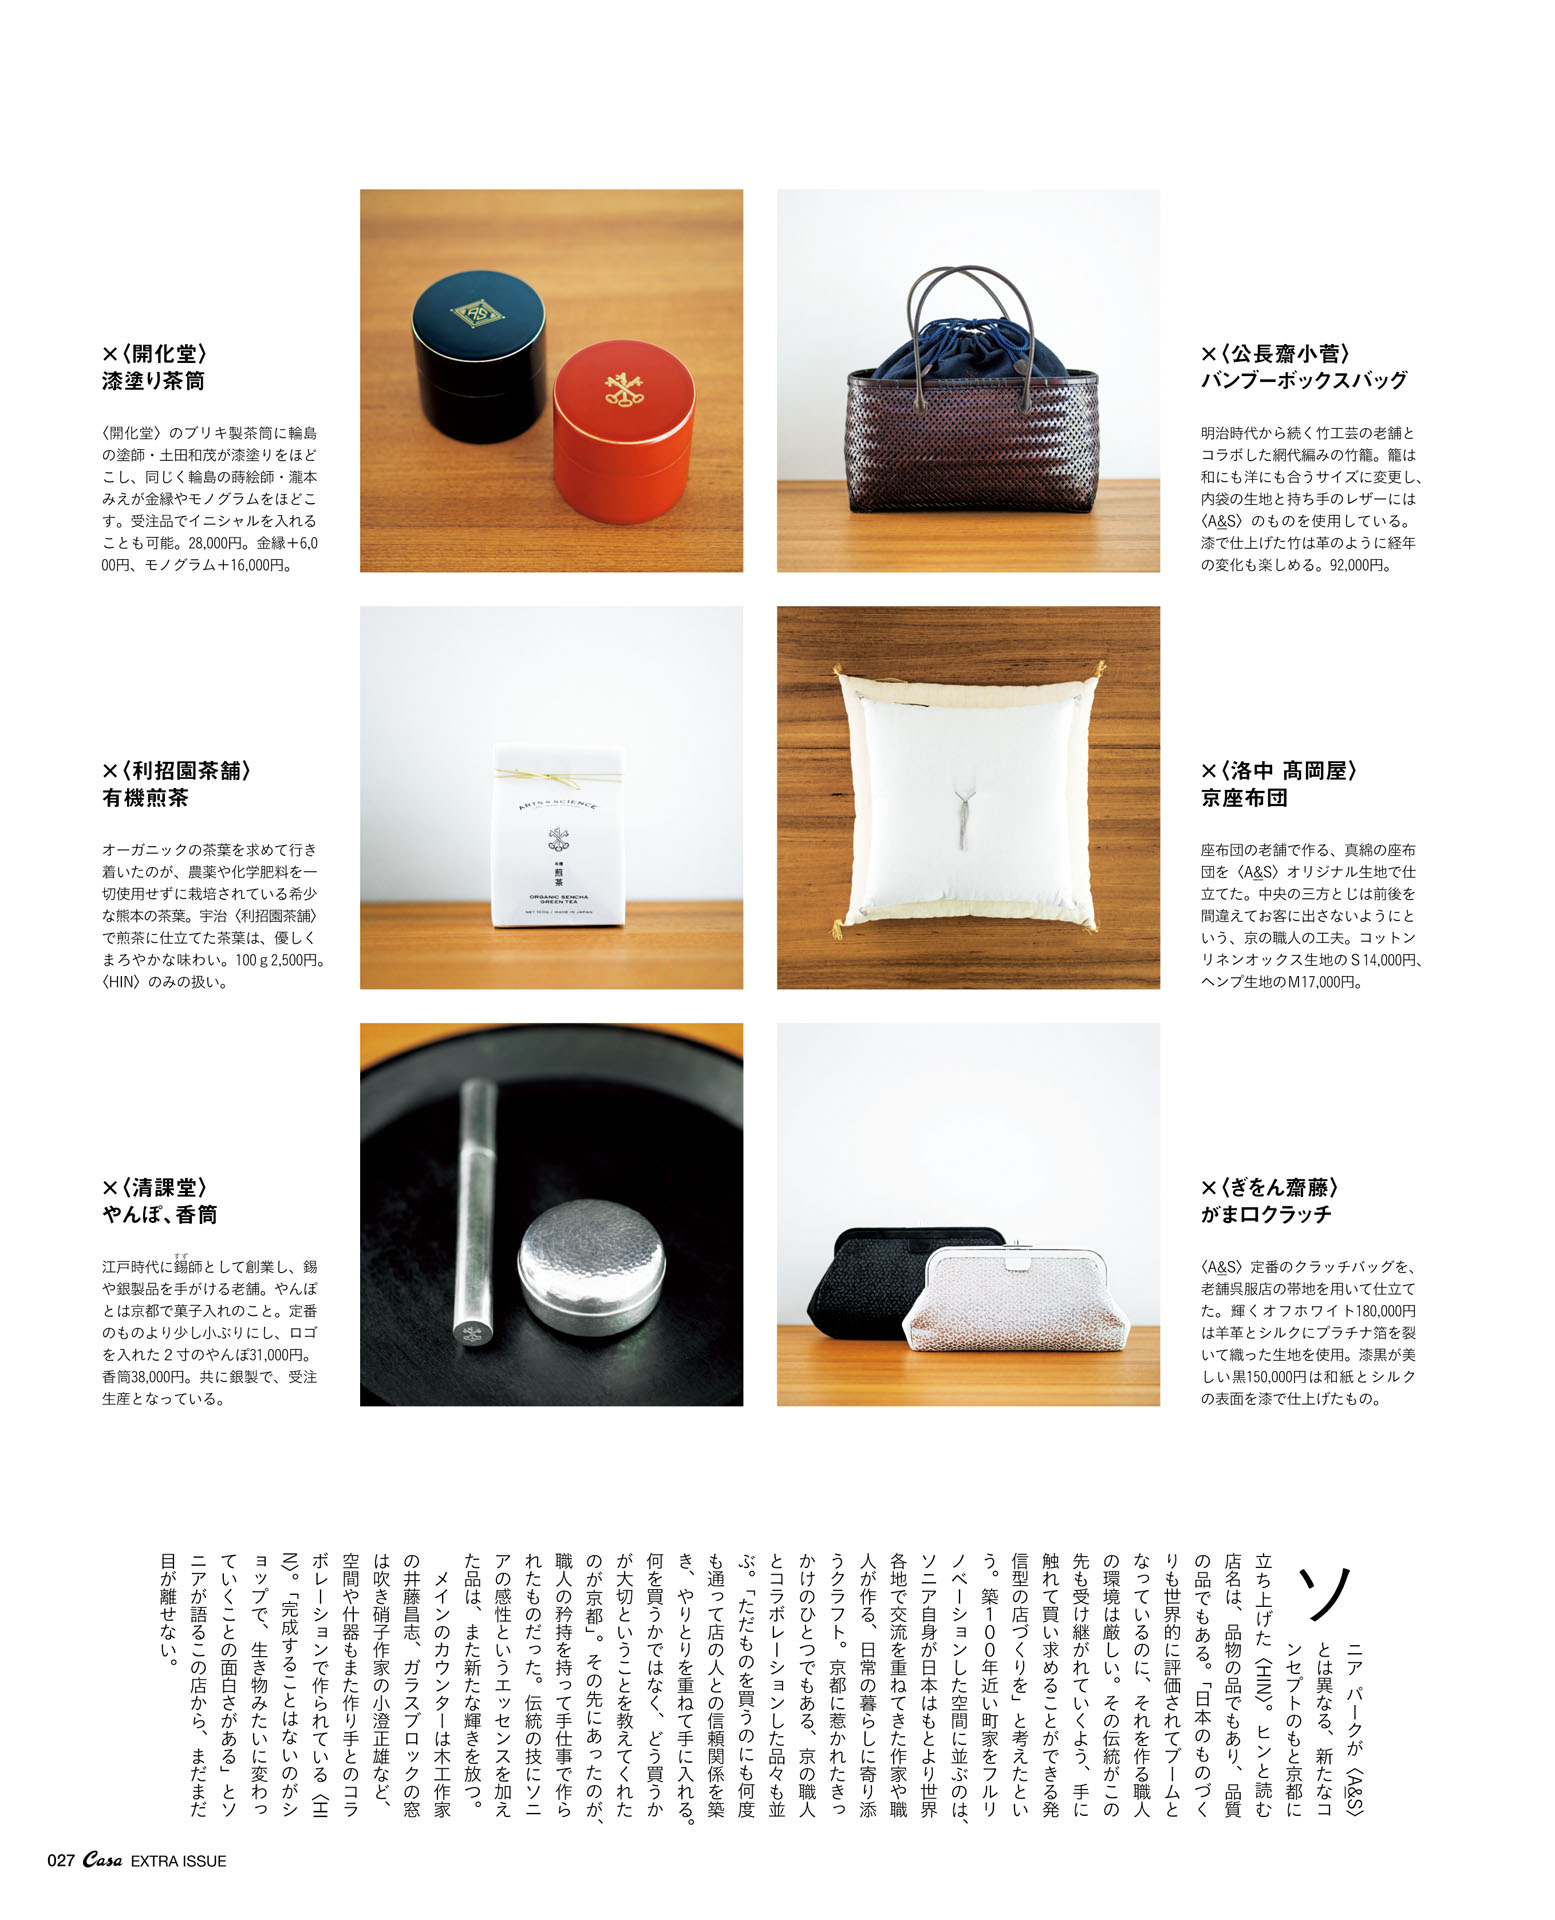 ×〈開化堂〉
漆塗り茶筒
〈開化堂〉のブリキ製茶筒に輪島
の塗師・土田和茂が漆塗りをほど
こし、同じく輪島の蒔絵師・瀧本
みえが金縁やモノグラムをほどこ
す。受注品でイニシャルを入れる
ことも可能。28,000円。金縁＋6,0
00円、モノグラム＋16,000円。
×〈公長齋小菅〉
バンブーボックスバッグ
明治時代から続く竹工芸の老舗と
コラボした網代編みの竹籠。籠は
和にも洋にも合うサイズに変更し、
内袋の生地と持ち手のレザーには
〈A&S〉のものを使用している。
漆で仕上げた竹は革のように経年
の変化も楽しめる。92,000円。
×〈利招園茶舗〉
有機煎茶
オーガニックの茶葉を求めて行き
着いたのが、農薬や化学肥料を一
切使用せずに栽培されている希少
な熊本の茶葉。宇治〈利招園茶舗〉
で煎茶に仕立てた茶葉は、優しく
まろやかな味わい。100ｇ2,500円。
〈HIN〉のみの扱い。
ARTS & SCIENCE
有機
煎茶
ORGANIC SENCHA
GREEN TEA
NET 100g / MADE IN JAPAN
×〈洛中 髙岡屋〉
京座布団
座布団の老舗で作る、真綿の座布
団を〈A&S〉オリジナル生地で仕
立てた。中央の三方とじは前後を
間違えてお客に出さないようにと
いう、京の職人の工夫。コットン
リネンオックス生地のＳ14,000円、
ヘンプ生地のM17,000円。
×〈清課堂〉
やんぽ、香筒
すず
江戸時代に錫師として創業し、錫
や銀製品を手がける老舗。やんぽ
とは京都で菓子入れのこと。定番
のものより少し小ぶりにし、ロゴ
を入れた２寸のやんぽ31,000円。
香筒38,000円。共に銀製で、受注
生産となっている。
×〈ぎをん齋藤〉
がま口クラッチ
〈A&S〉定番のクラッチバッグを、
老舗呉服店の帯地を用いて仕立て
た。輝くオフホワイト180,000円
は羊革とシルクにプラチナ箔を裂
いて織った生地を使用。漆黒が美
しい黒150,000円は和紙とシルク
の表面を漆で仕上げたもの。
ソニア パークが〈A&S〉
とは異なる、新たなコ
ンセプトのもと京都に
立ち上げた〈HIN〉。ヒンと読む
店名は、品物の品でもあり、品質
の品でもある。「日本のものづく
りも世界的に評価されてブームと
なっているのに、それを作る職人
の環境は厳しい。その伝統がこの
先も受け継がれていくよう、手に
触れて買い求めることができる発
信型の店づくりを」と考えたとい
う。築１００年近い町家をフルリ
ノベーションした空間に並ぶのは、
ソニア自身が日本はもとより世界
各地で交流を重ねてきた作家や職
人が作る、日常の暮らしに寄り添
うクラフト。京都に惹かれたきっ
かけのひとつでもある、京の職人
とコラボレーションした品々も並
ぶ。「ただものを買うのにも何度
も通って店の人との信頼関係を築
き、やりとりを重ねて手に入れる。
何を買うかではなく、どう買うか
が大切ということを教えてくれた
のが京都」。その先にあったのが、
職人の矜持を持って手仕事で作ら
れたものだった。伝統の技にソニ
アの感性というエッセンスを加え
た品は、また新たな輝きを放つ。
メインのカウンターは木工作家
の井藤昌志、ガラスブロックの窓
は吹き硝子作家の小澄正雄など、
空間や什器もまた作り手とのコラ
ボレーションで作られている〈HI
N〉。「完成することはないのがシ
ョップで、生き物みたいに変わっ
ていくことの面白さがある」とソ
ニアが語るこの店から、まだまだ
目が離せない。
027 Casa EXTRA ISSUE